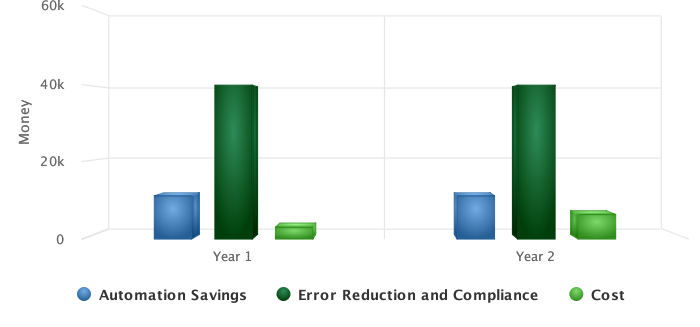 60k
40k
20k
0
Money
Year 1
Year 2
Automation Savings
Error Reduction and Compliance
Cost